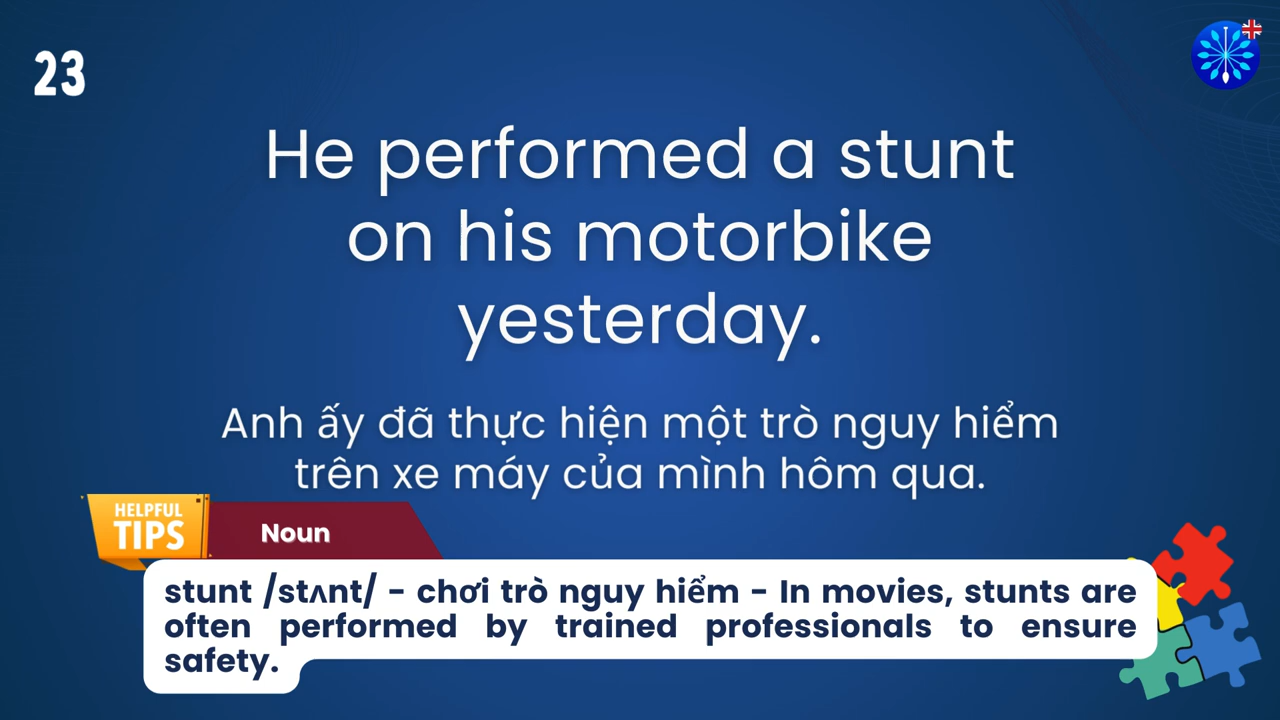 23
He performed a stunt
on his motorbike
yesterday.
Anh ấy đã thực hiện một trò nguy hiểm
trên xe máy của mình hôm qua.
HELPFUL
TIPS
Noun
stunt /stʌnt/ - chơi trò nguy hiểm - In movies, stunts are
often performed by trained professionals to ensure
safety.